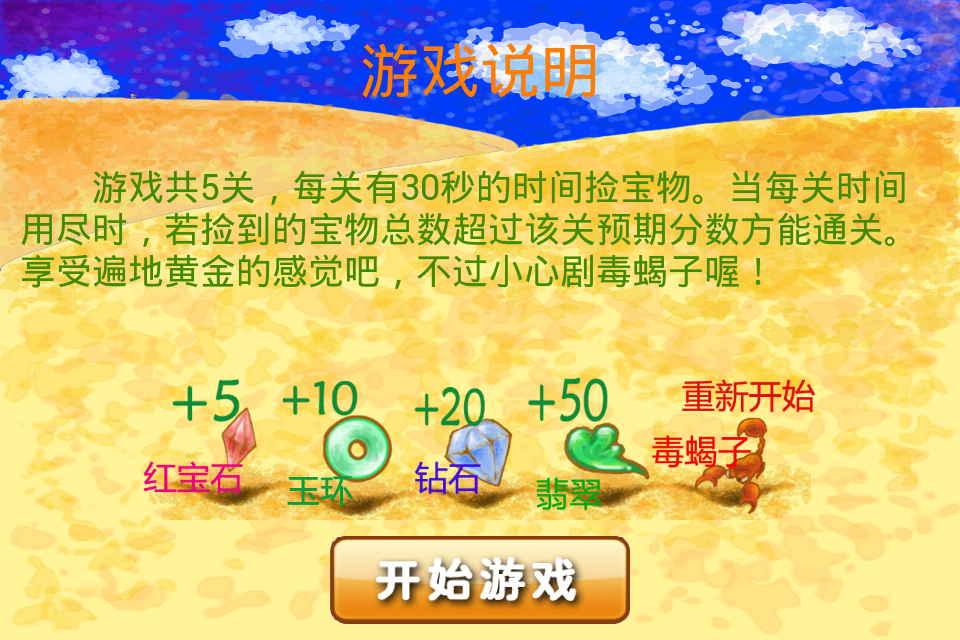 游戏说明
游戏共5关，每关有30秒的时间捡宝物。当每关时间
用尽时，若捡到的宝物总数超过该关预期分数方能通关。
享受遍地黄金的感觉吧，不过小心剧毒蝎子喔！
+5
+10
+20
+50
重新开始
红宝石
玉环
钻石
翡翠
毒蝎子
开始游戏